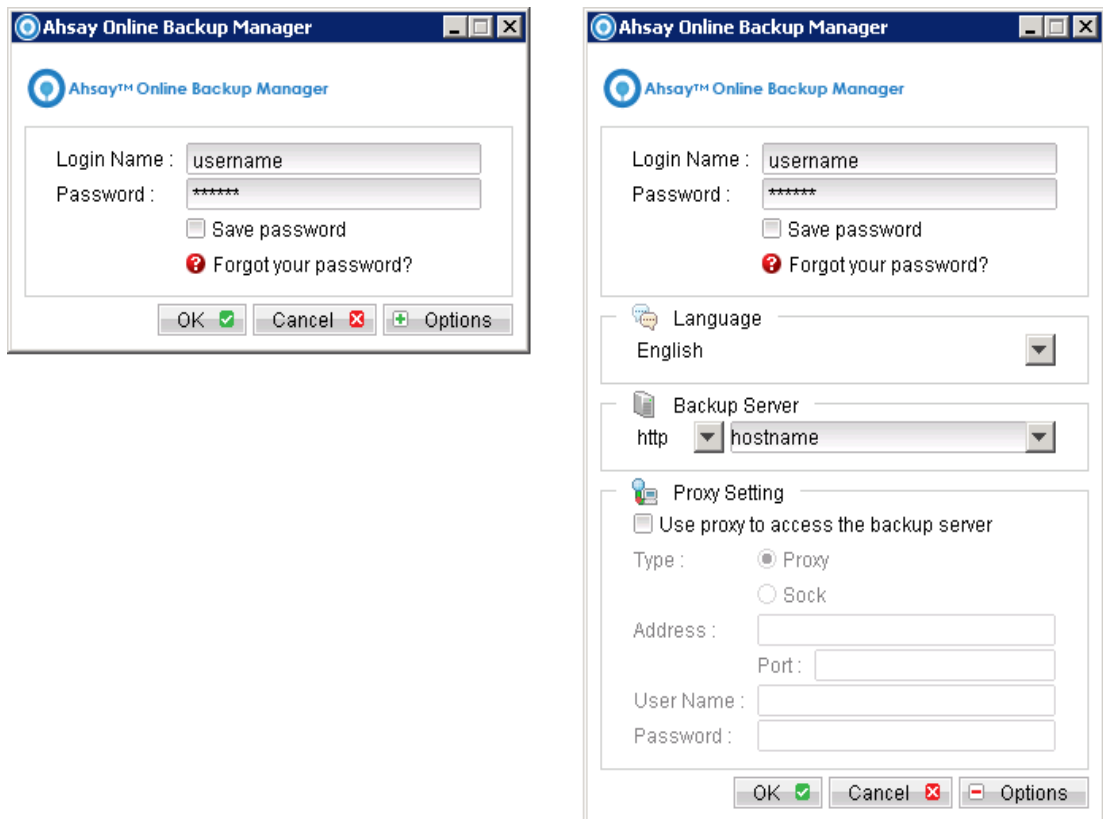 Ahsay Online Backup Manager
Ahsay™ Online Backup Manager
Login Name : username
Password : ******
Save password
Forgot your password?
OK Cancel Options
Ahsay Online Backup Manager
Ahsay™ Online Backup Manager
Login Name : username
Password : ******
Save password
Forgot your password?
Language
English
Backup Server
http hostname
Proxy Setting
Use proxy to access the backup server
Type : Proxy
Sock
Address :
Port :
User Name :
Password :
OK Cancel Options